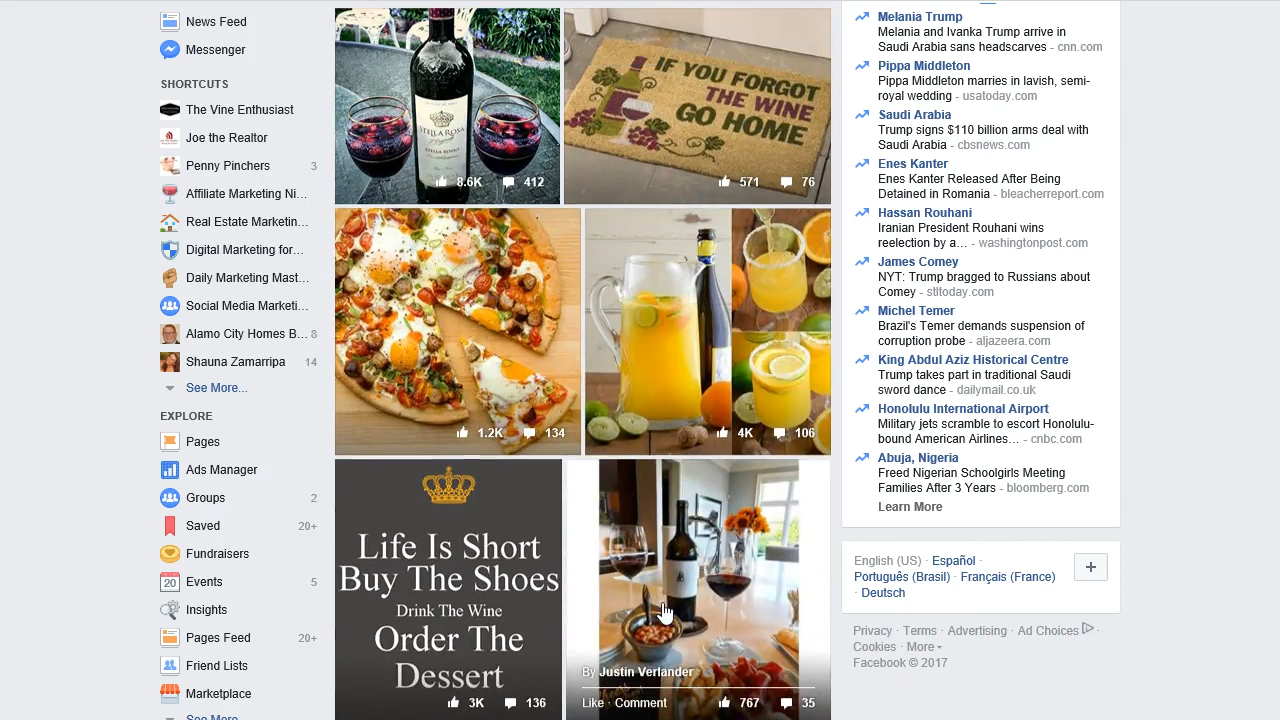 News Feed
Messenger
SHORTCUTS
The Wine Enthusiast
Joe the Realtor
Penny Pinchers 3
Affiliate Marketing Ni...
Real Estate Marketin...
Digital Marketing for...
Daily Marketing Mast...
Social Media Marketi...
Alamo City Homes B... 8
Shauna Zamarripa 14
See More...
EXPLORE
Pages
Ads Manager
Groups 2
Saved 20+
Fundraisers
20 Events 5
Insights
Pages Feed 20+
Friend Lists
Marketplace
See More
STELLA ROSA
8.6K 412
IF YOU FORGOT
THE WINE
GO HOME
571 76
1.2K 134
4K 106
Life Is Short
Buy The Shoes
Drink The Wine
Order The
Dessert
3K 136
By Justin Verlander
Like · Comment 767 35
Melania Trump
Melania and Ivanka Trump arrive in
Saudi Arabia sans headscarves - cnn.com
Pippa Middleton
Pippa Middleton marries in lavish, semi-
royal wedding - usatoday.com
Saudi Arabia
Trump signs $110 billion arms deal with
Saudi Arabia - cbsnews.com
Enes Kanter
Enes Kanter Released After Being
Detained in Romania - bleacherreport.com
Hassan Rouhani
Iranian President Rouhani wins
reelection by a… - washingtonpost.com
James Comey
NYT: Trump bragged to Russians about
Comey - stltoday.com
Michel Temer
Brazil's Temer demands suspension of
corruption probe - aljazeera.com
King Abdul Aziz Historical Centre
Trump takes part in traditional Saudi
sword dance - dailymail.co.uk
Honolulu International Airport
Military jets scramble to escort Honolulu-
bound American Airlines… - cnbc.com
Abuja, Nigeria
Freed Nigerian Schoolgirls Meeting
Families After 3 Years - bloomberg.com
Learn More
English (US) · Español ·
Português (Brasil) · Français (France)
· Deutsch
Privacy · Terms · Advertising · Ad Choices ·
Cookies · More
Facebook © 2017